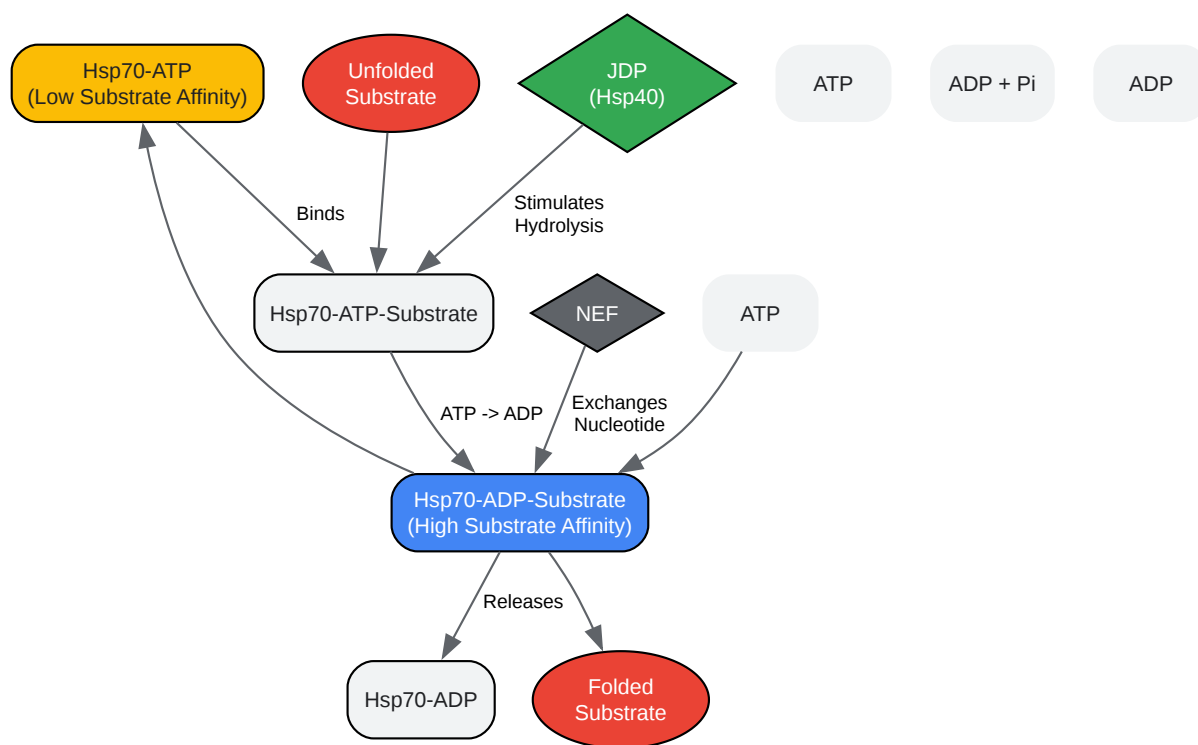 Hsp70-ATP
(Low Substrate Affinity)
Unfolded
Substrate
JDP
(Hsp40)
ATP
ADP + Pi
ADP
Binds
Stimulates
Hydrolysis
Hsp70-ATP-Substrate
NEF
ATP
ATP -> ADP
Exchanges
Nucleotide
Hsp70-ADP-Substrate
(High Substrate Affinity)
Releases
Hsp70-ADP
Folded
Substrate